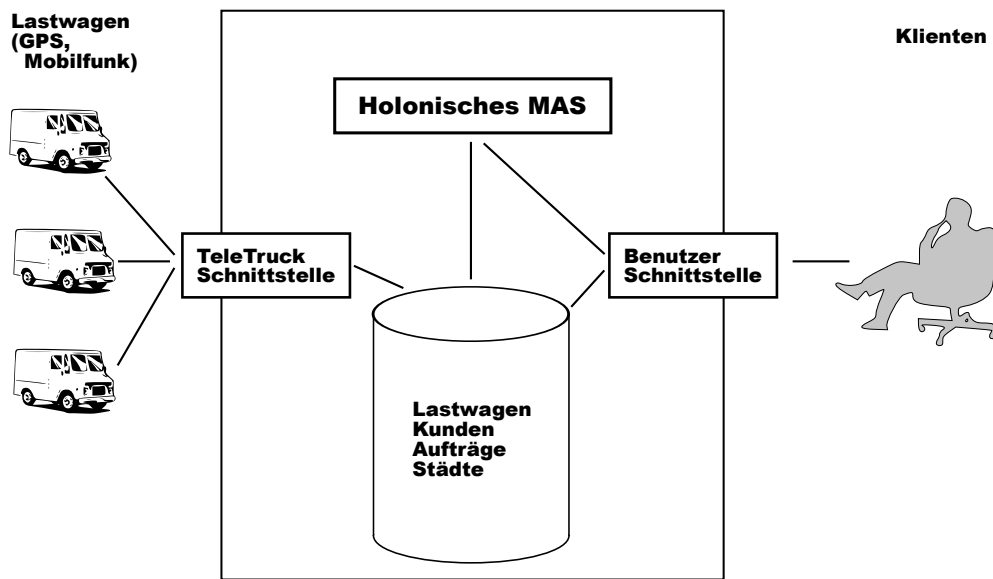 Lastwagen
(GPS,
Mobilfunk)
Klienten
Holonisches MAS
TeleTruck
Schnittstelle
Benutzer
Schnittstelle
Lastwagen
Kunden
Aufträge
Städte